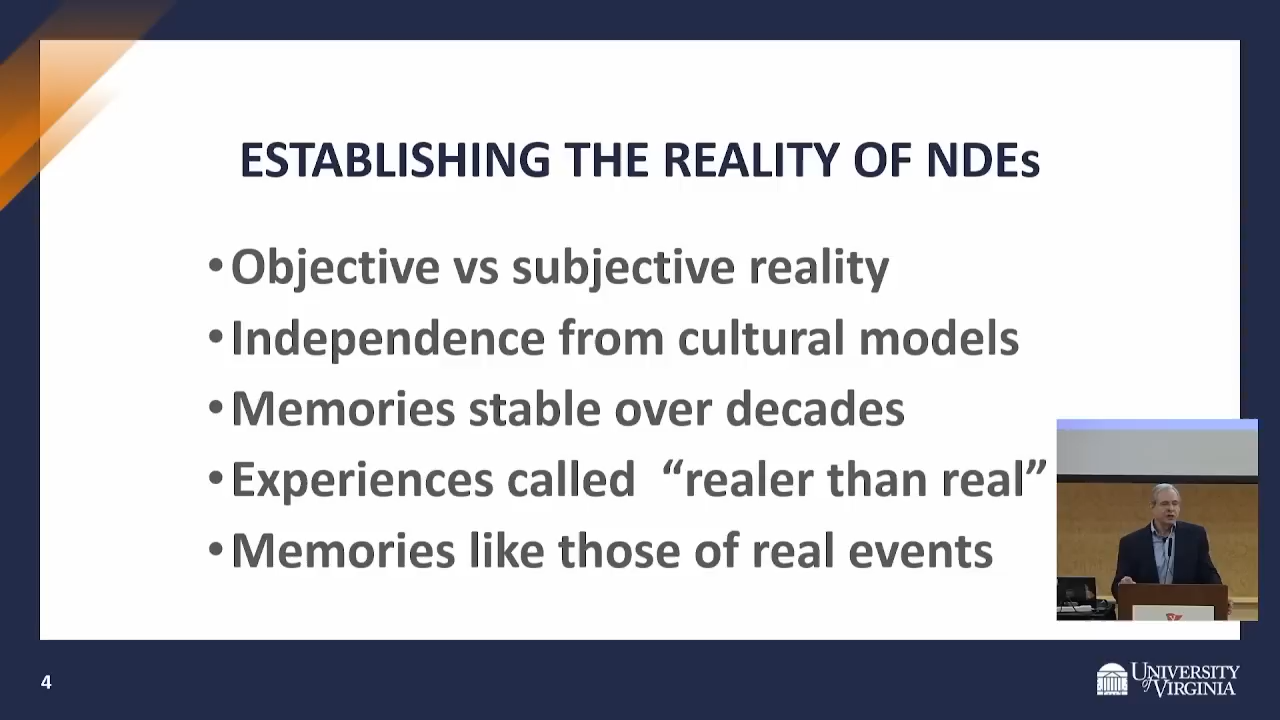 ESTABLISHING THE REALITY OF NDEs
•Objective vs subjective reality
•Independence from cultural models
•Memories stable over decades
•Experiences called “realer than real”
•Memories like those of real events
4
UNIVERSITY
of VIRGINIA